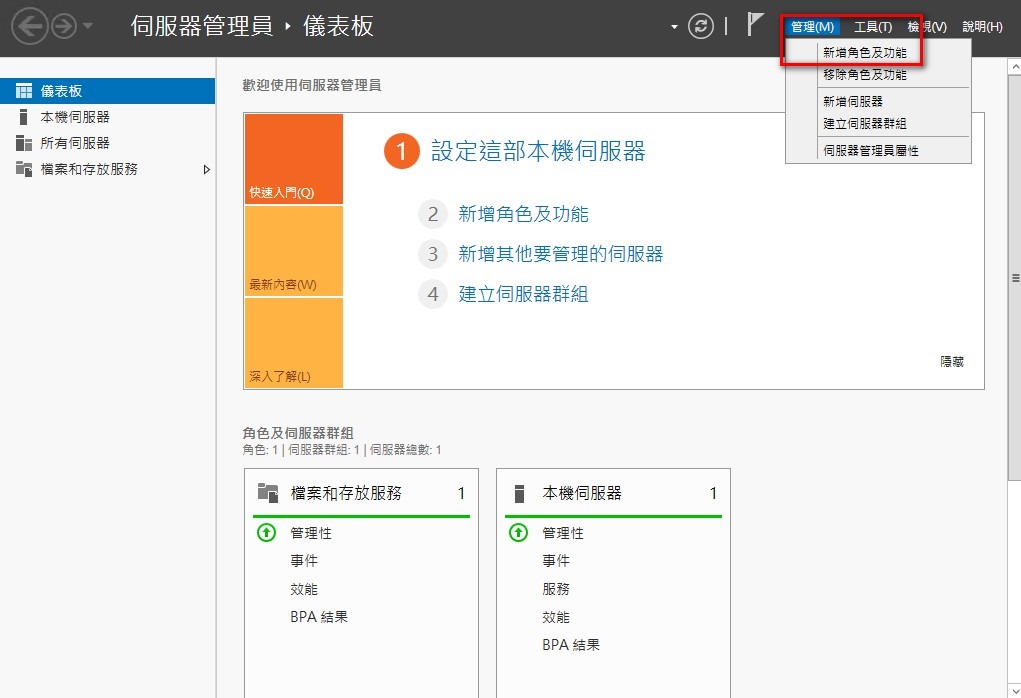 伺服器管理員 ‣ 儀表板
管理(M) 工具(T) 檢視(V) 說明(H)
新增角色及功能
移除角色及功能
新增伺服器
建立伺服器群組
伺服器管理員屬性
儀表板
本機伺服器
所有伺服器
檔案和存放服務
歡迎使用伺服器管理員
快速入門(Q)
最新內容(W)
深入了解(L)
1 設定這部本機伺服器
2 新增角色及功能
3 新增其他要管理的伺服器
4 建立伺服器群組
隱藏
角色及伺服器群組
角色: 1 | 伺服器群組: 1 | 伺服器總數: 1
檔案和存放服務 1
管理性
事件
效能
BPA 結果
本機伺服器 1
管理性
事件
服務
效能
BPA 結果